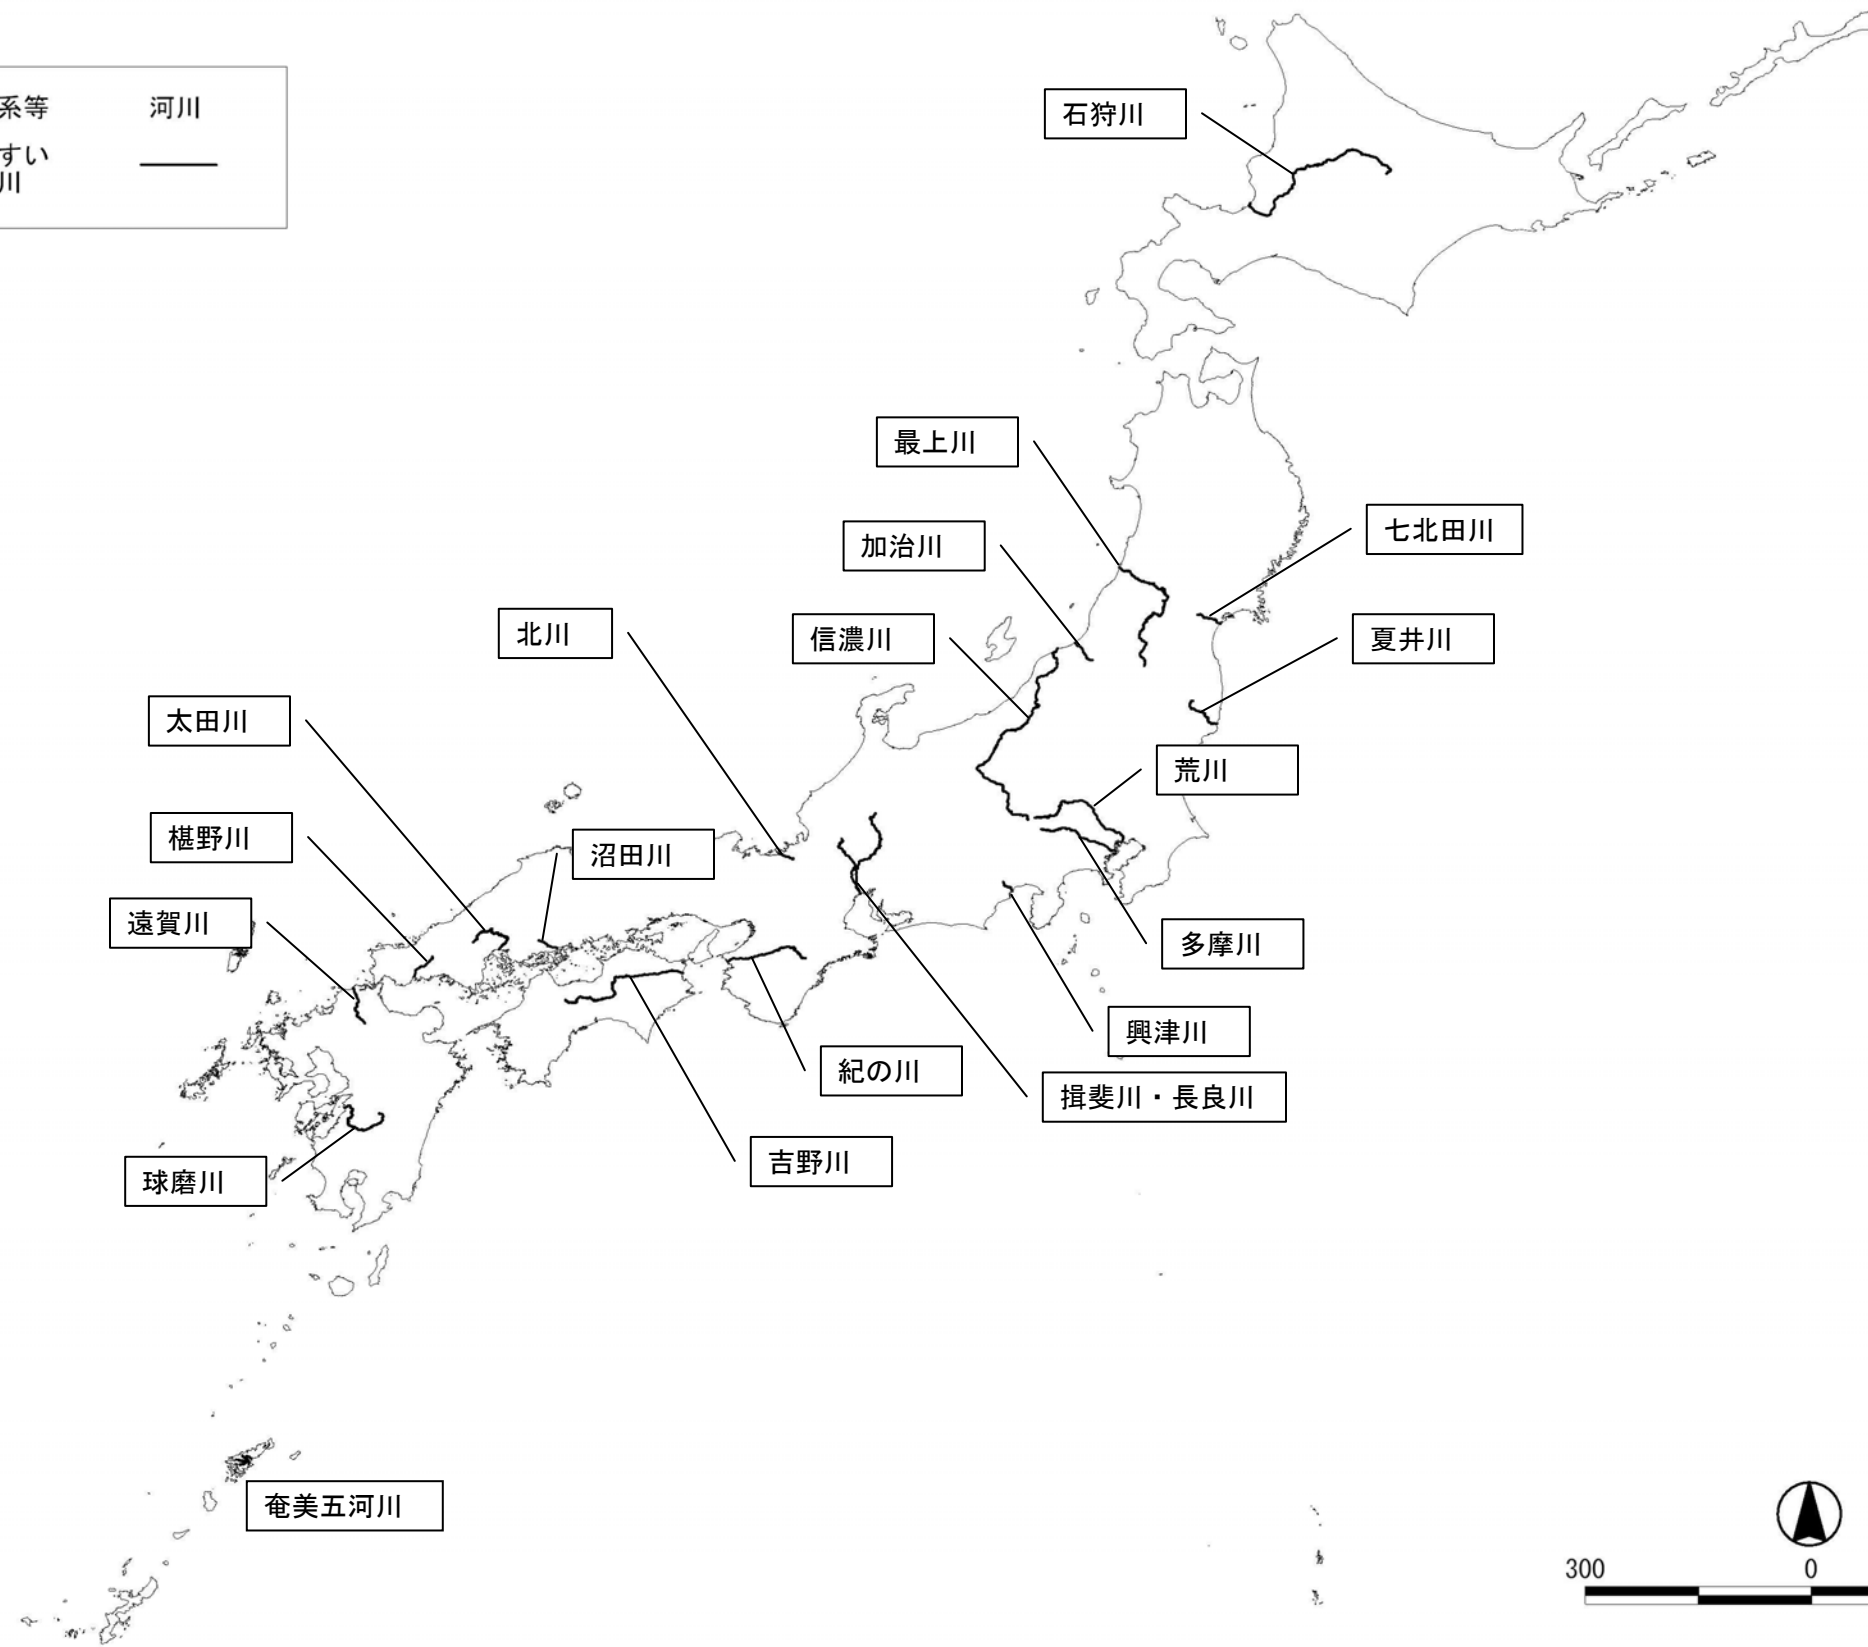 系等 河川
すい
川
石狩川
最上川
七北田川
加治川
北川
信濃川
夏井川
太田川
荒川
椹野川
沼田川
遠賀川
多摩川
興津川
紀の川
揖斐川・長良川
吉野川
球磨川
奄美五河川
300 0